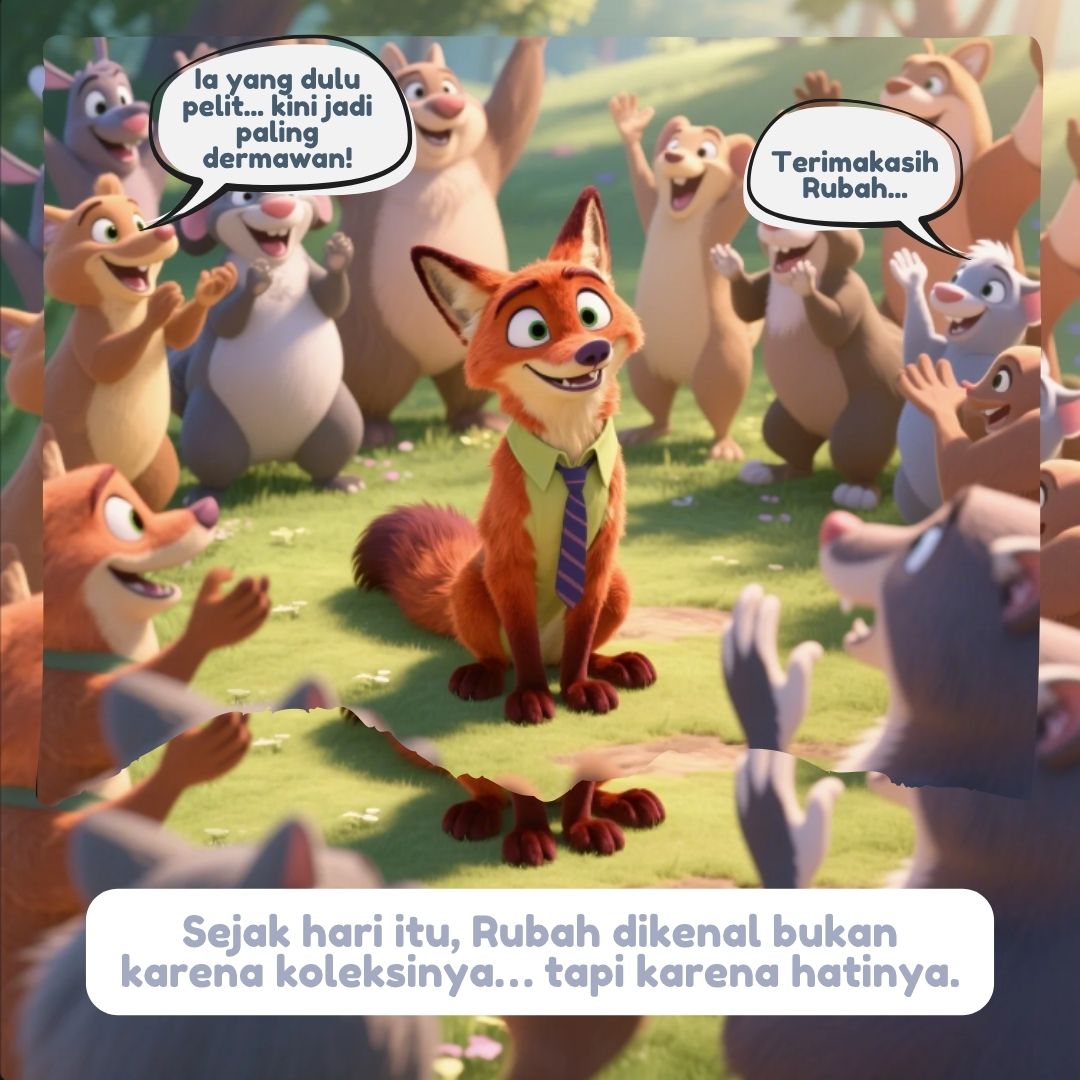 Ia yang dulu
pelit... kini jadi
paling
dermawan!
Terimakasih
Rubah...
Sejak hari itu, Rubah dikenal bukan
karena koleksinya... tapi karena hatinya.